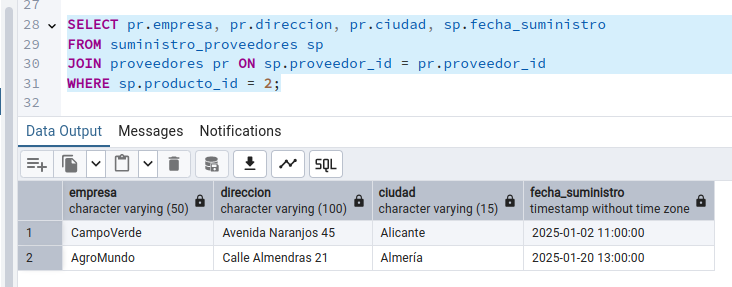 27
28 SELECT pr.empresa, pr.direccion, pr.ciudad, sp.fecha_suministro
29 FROM suministro_proveedores sp
30 JOIN proveedores pr ON sp.proveedor_id = pr.proveedor_id
31 WHERE sp.producto_id = 2;
32
Data Output Messages Notifications
SQL
empresa direccion ciudad fecha_suministro
character varying (50) character varying (100) character varying (15) timestamp without time zone
1 CampoVerde Avenida Naranjos 45 Alicante 2025-01-02 11:00:00
2 AgroMundo Calle Almendras 21 Almería 2025-01-20 13:00:00